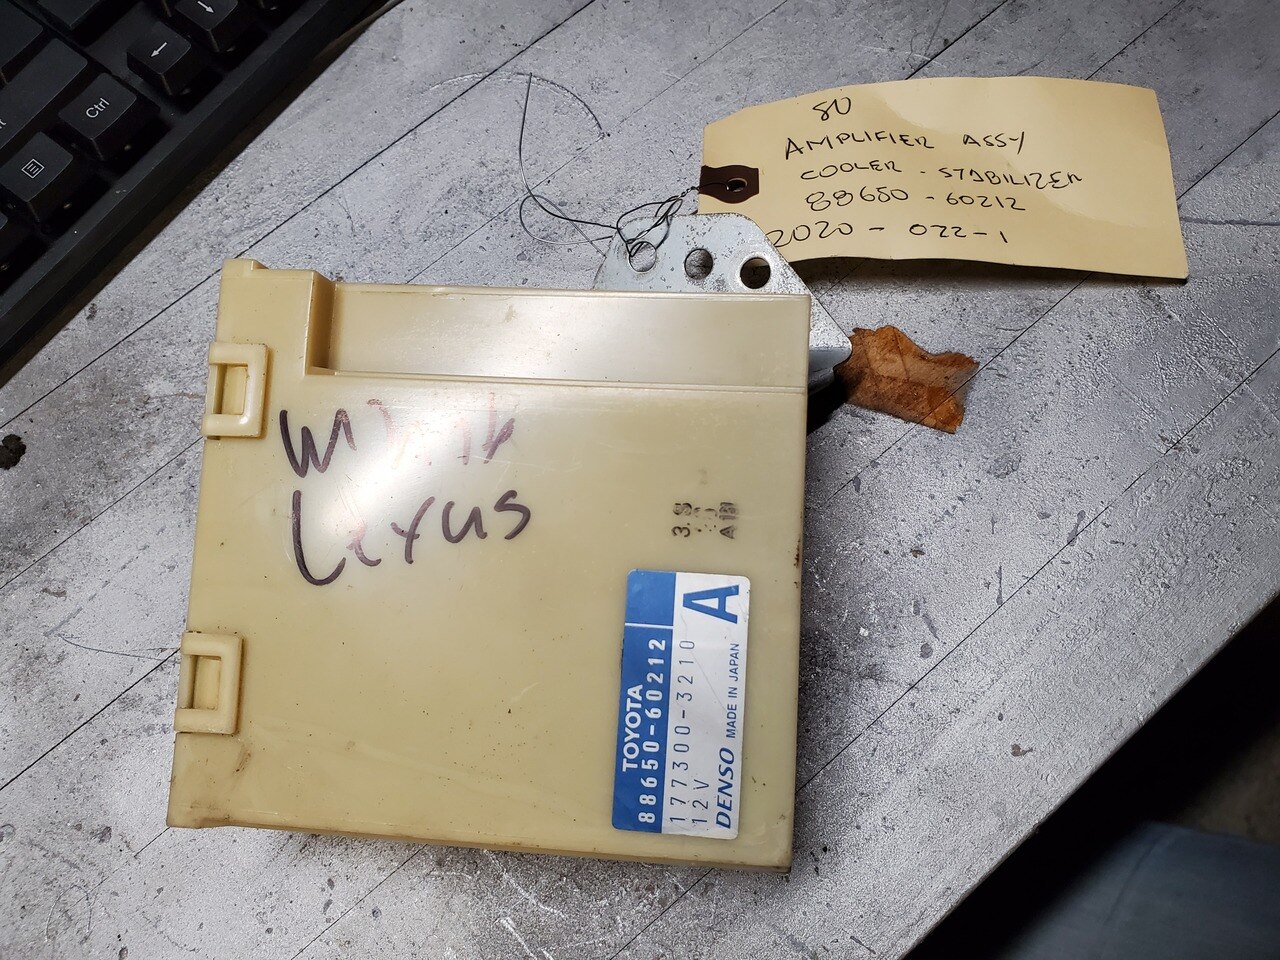 Ctrl
80
AMPLIFIER ASSY
COOLER - STABILIZER
88650 - 60212
2020 - 022-1
Lexus
3.S
A
TOYOTA
88650-60212
177300-3210
12V
DENSO MADE IN JAPAN